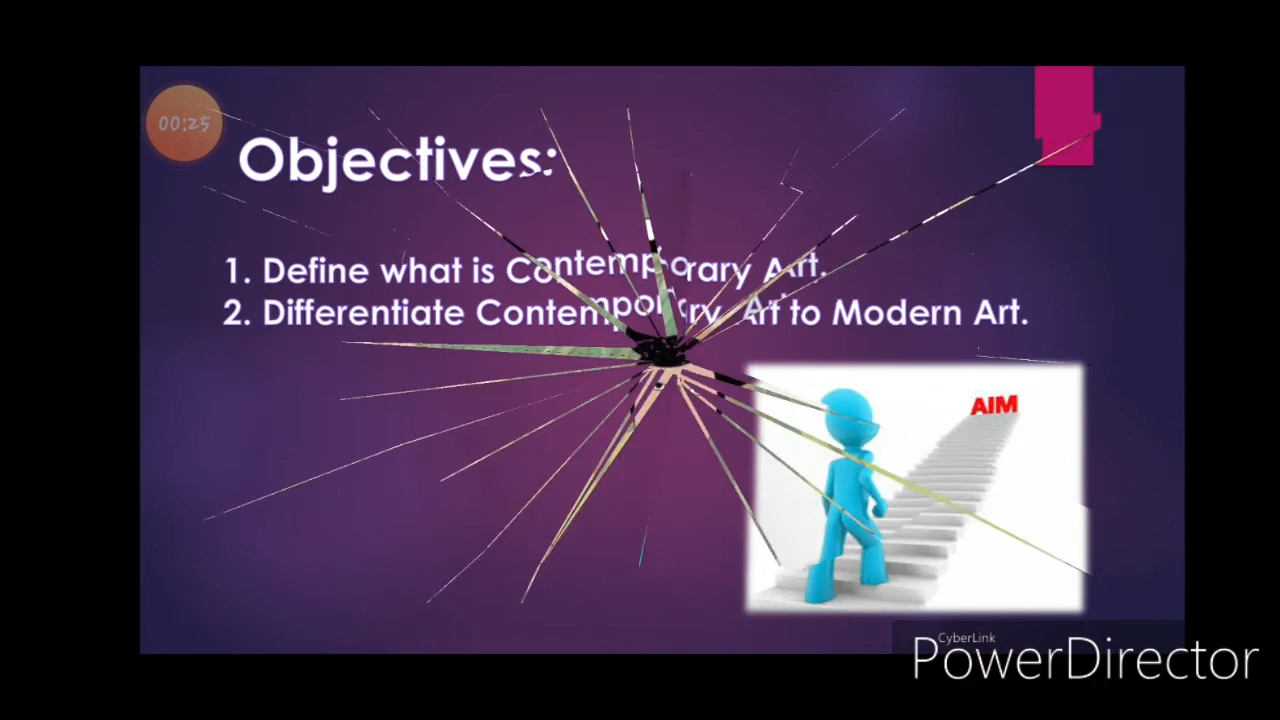 00:25
Objectives:
1. Define what is Contemporary Art.
2. Differentiate Contemporary Art to Modern Art.
AIM
CyberLink
PowerDirector